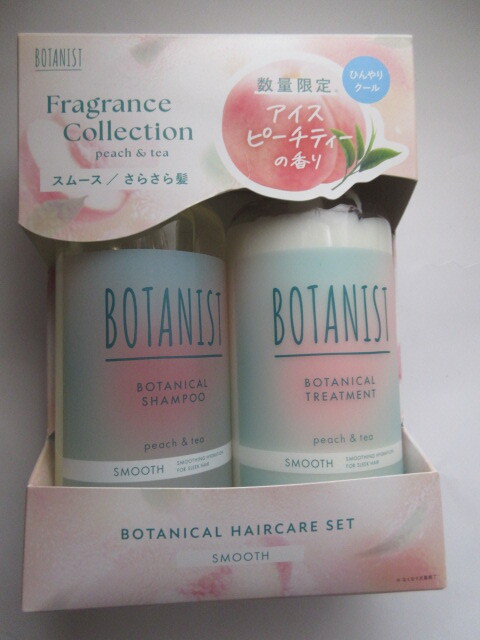 BOTANIST
Fragrance
Collection
peach & tea
スムース / さらさら髪
数量限定
アイス
ピーチティー
の香り
ひんやり
クール
BOTANIST
BOTANICAL
SHAMPOO
peach & tea
SMOOTH
SMOOTHING HYDRATION
FOR SLEEK HAIR
BOTANIST
BOTANICAL
TREATMENT
peach & tea
SMOOTH
SMOOTHING HYDRATION
FOR SLEEK HAIR
BOTANICAL HAIRCARE SET
SMOOTH